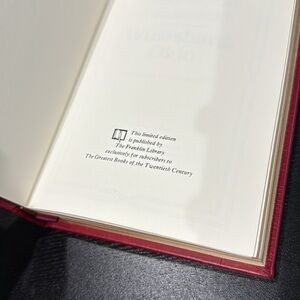 This limited edition
is published by
The Franklin Library
exclusively for subscribers to
The Greatest Books of the Twentieth Century